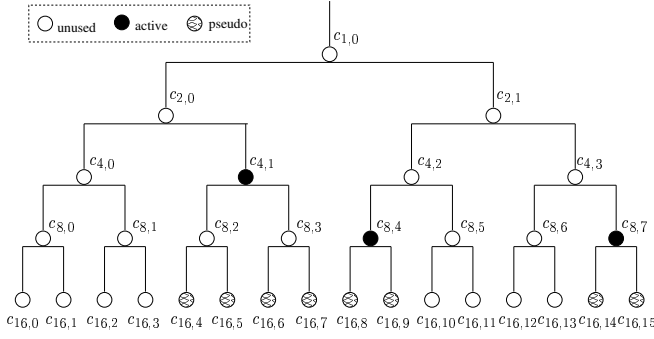 unused active pseudo
c1,0
c2,0 c2,1
c4,0 c4,1 c4,2 c4,3
c8,0 c8,1 c8,2 c8,3 c8,4 c8,5 c8,6 c8,7
c16,0 c16,1 c16,2 c16,3 c16,4 c16,5 c16,6 c16,7 c16,8 c16,9 c16,10 c16,11 c16,12 c16,13 c16,14 c16,15